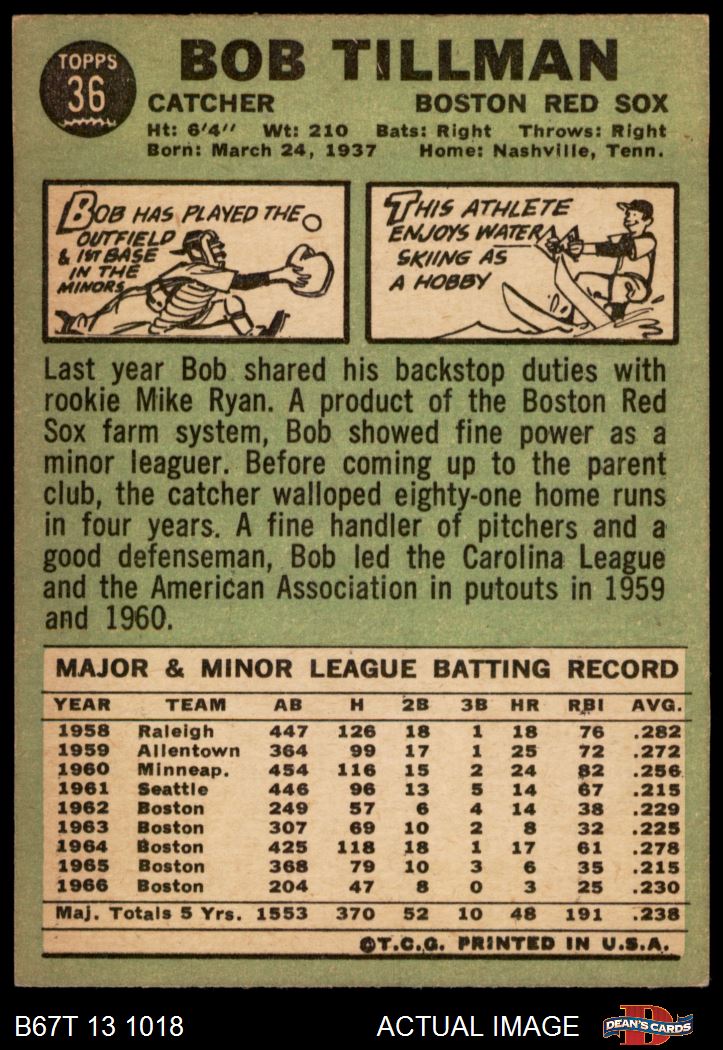 TOPPS
36
BOB TILLMAN
CATCHER BOSTON RED SOX
Ht: 6'4" Wt: 210 Bats: Right Throws: Right
Born: March 24, 1937 Home: Nashville, Tenn.
BOB HAS PLAYED THE
OUTFIELD
& 1ST BASE
IN THE
MINORS
THIS ATHLETE
ENJOYS WATER
SKIING AS
A HOBBY
Last year Bob shared his backstop duties with
rookie Mike Ryan. A product of the Boston Red
Sox farm system, Bob showed fine power as a
minor leaguer. Before coming up to the parent
club, the catcher walloped eighty-one home runs
in four years. A fine handler of pitchers and a
good defenseman, Bob led the Carolina League
and the American Association in putouts in 1959
and 1960.
MAJOR & MINOR LEAGUE BATTING RECORD
YEAR TEAM AB H 2B 3B HR RBI AVG.
1958 Raleigh 447 126 18 1 18 76 .282
1959 Allentown 364 99 17 1 25 72 .272
1960 Minneap. 454 116 15 2 24 82 .256
1961 Seattle 446 96 13 5 14 67 .215
1962 Boston 249 57 6 4 14 38 .229
1963 Boston 307 69 10 2 8 32 .225
1964 Boston 425 118 18 1 17 61 .278
1965 Boston 368 79 10 3 6 35 .215
1966 Boston 204 47 8 0 3 25 .230
Maj. Totals 5 Yrs. 1553 370 52 10 48 191 .238
©T.C.G. PRINTED IN U.S.A.
B67T 13 1018 ACTUAL IMAGE
D
DEAN'S CARDS